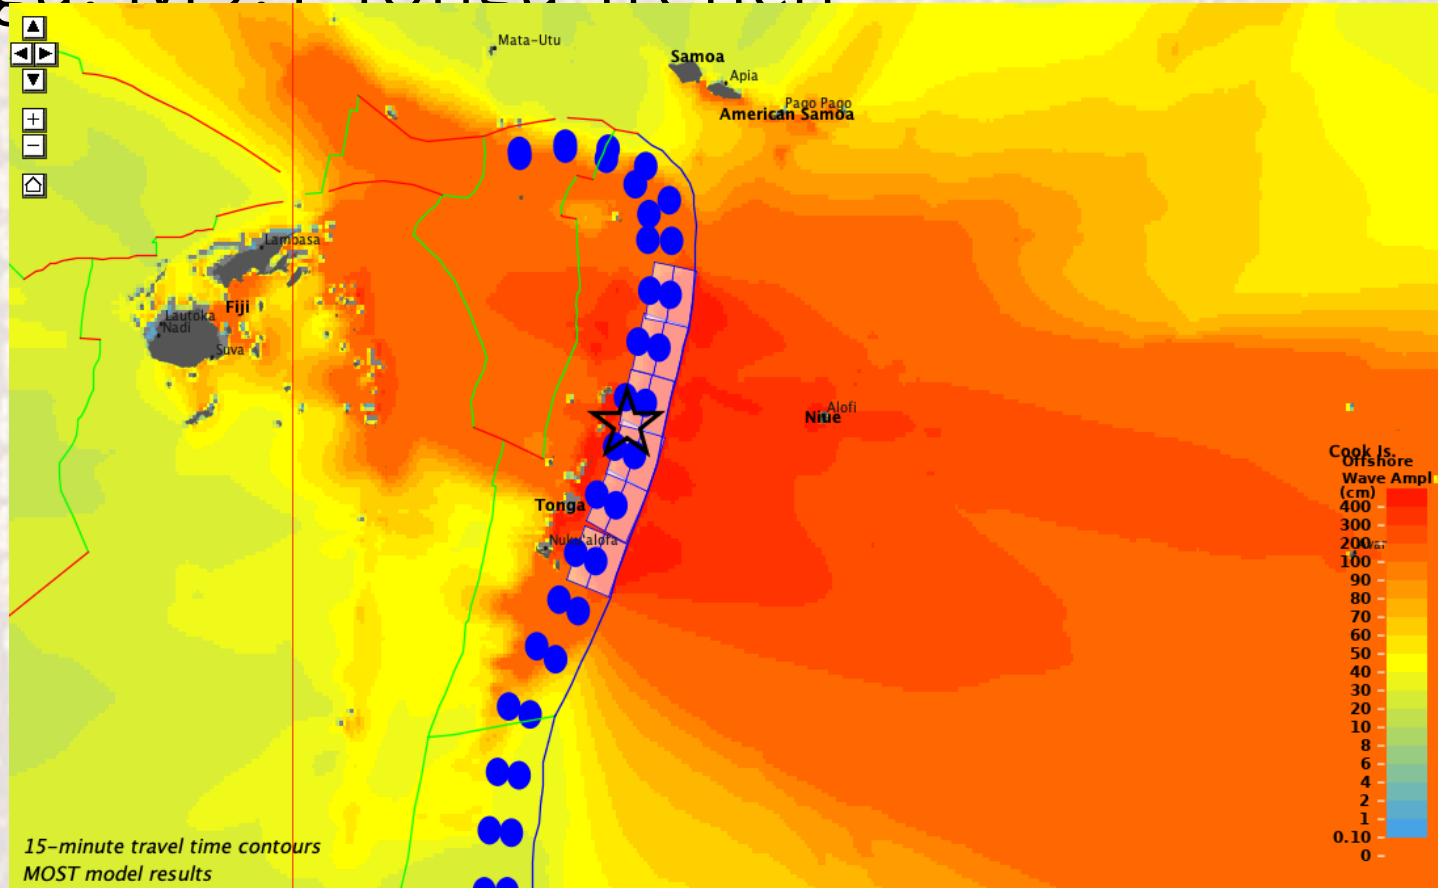 Mata-Utu
Samoa
Apia
Pago Pago
American Samoa
Lambasa
Fiji
Lautoka
Nadi
Suva
Alofi
Niue
Cook Is.
Offshore
Wave Ampl
(cm)
400
300
200
100
90
80
70
60
50
40
30
20
10
8
6
4
2
1
0.10
0
Tonga
Nuku'alofa
15-minute travel time contours
MOST model results